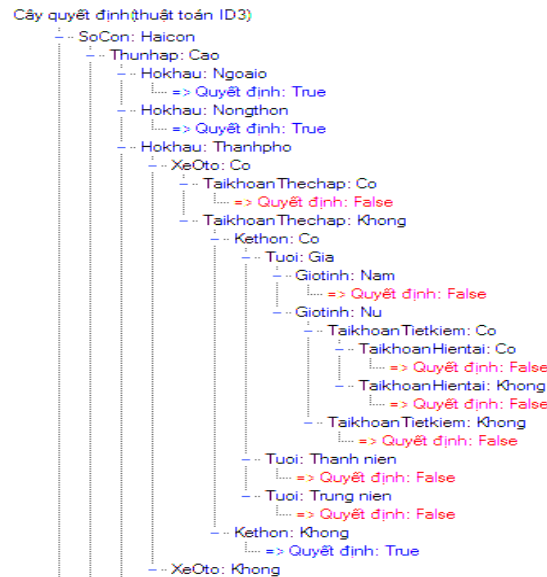 Cây quyết định(thuật toán ID3)
SoCon: Haicon
Thunhap: Cao
Hokhau: Ngoaio
=> Quyết định: True
Hokhau: Nongthon
=> Quyết định: True
Hokhau: Thanhpho
XeOto: Co
TaikhoanThechap: Co
=> Quyết định: False
TaikhoanThechap: Khong
Kethon: Co
Tuoi: Gia
Giotinh: Nam
=> Quyết định: False
Giotinh: Nu
TaikhoanTietkiem: Co
TaikhoanHientai: Co
=> Quyết định: False
TaikhoanHientai: Khong
=> Quyết định: False
TaikhoanTietkiem: Khong
=> Quyết định: False
Tuoi: Thanh nien
=> Quyết định: False
Tuoi: Trung nien
=> Quyết định: False
Kethon: Khong
=> Quyết định: True
XeOto: Khong